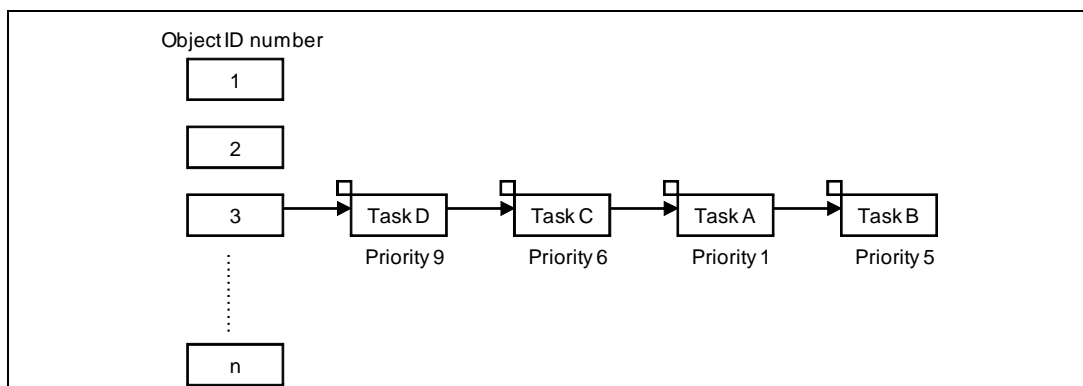 Object ID number
1
2
3
Task D
Task C
Task A
Task B
Priority 9
Priority 6
Priority 1
Priority 5
n